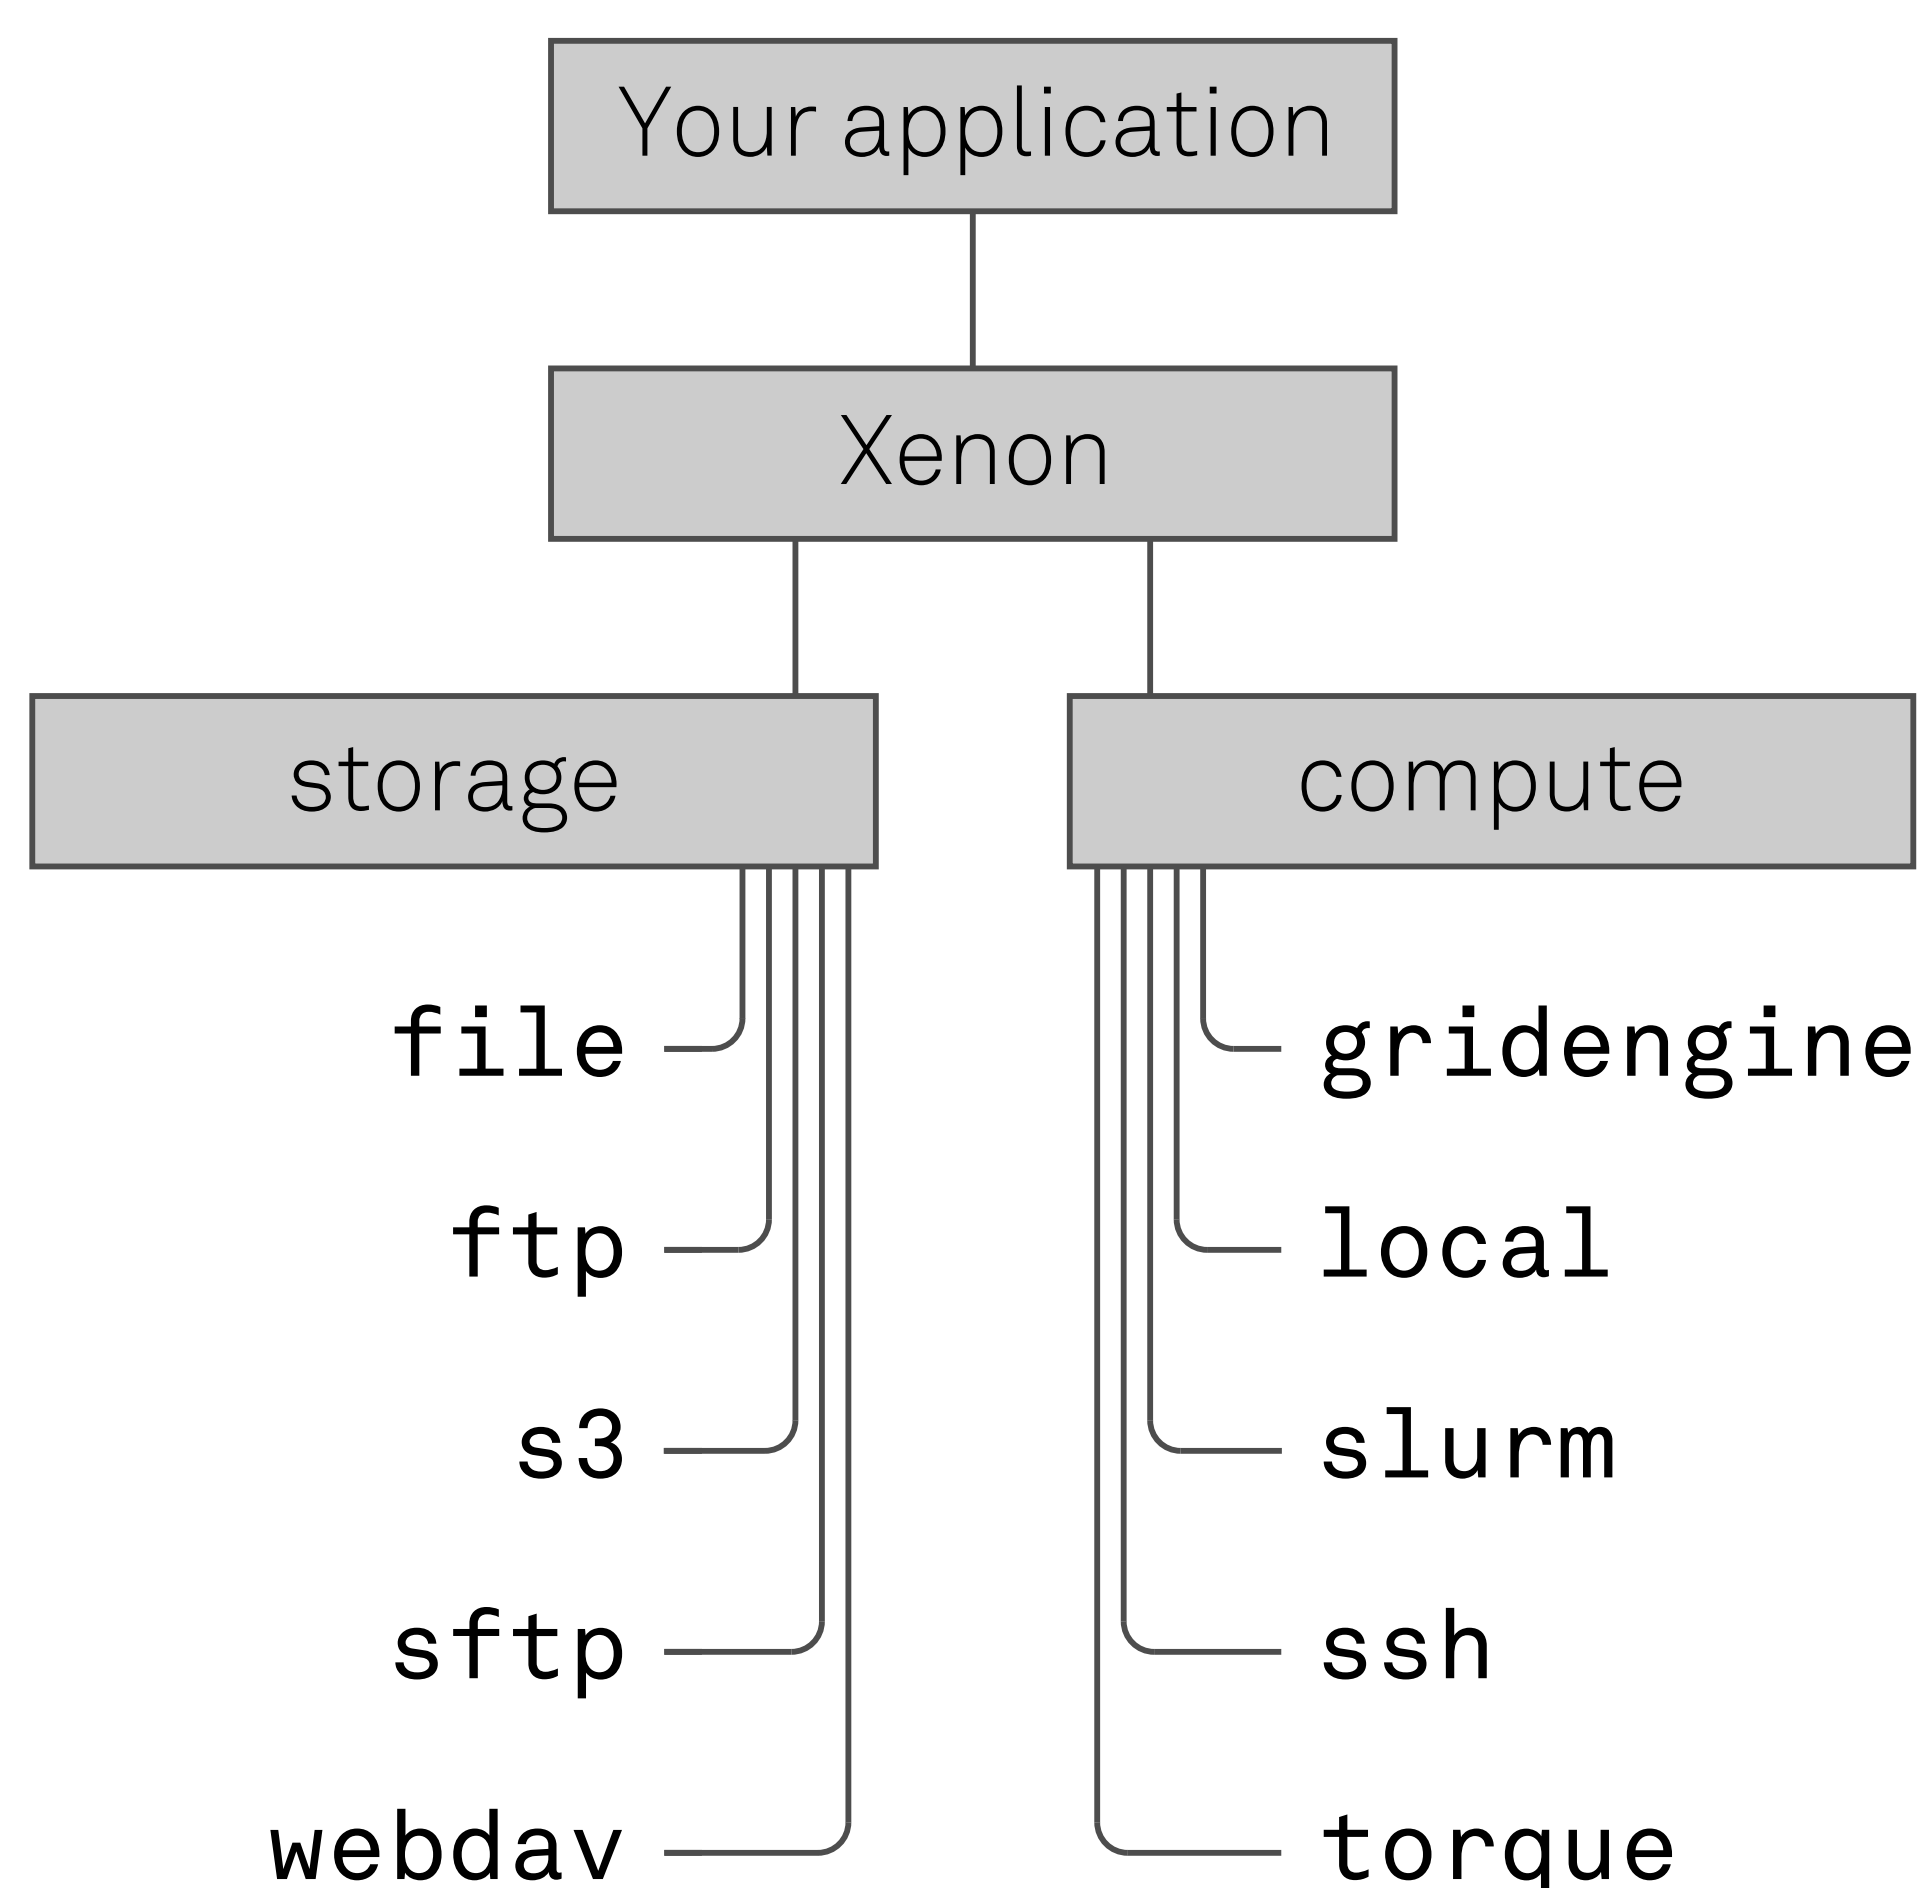 Your application
Xenon
storage
compute
file
ftp
s3
sftp
webdav
gridengine
local
slurm
ssh
torque